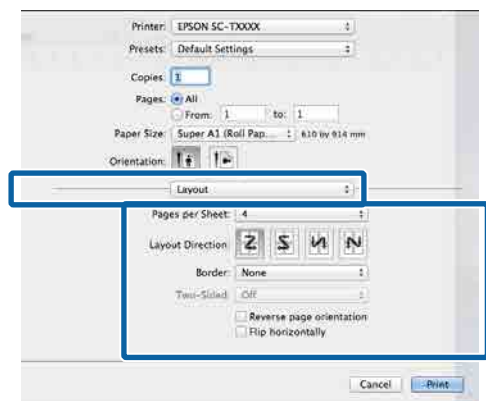 Printer: EPSON SC-TXXXX
Presets: Default Settings
Copies: 1
Pages: All
From: 1 to: 1
Paper Size: Super A1 (Roll Pap... 610 by 914 mm
Orientation:
Layout
Pages per Sheet: 4
Layout Direction
Border: None
Two-Sided: Off
Reverse page orientation
Flip horizontally
Cancel Print